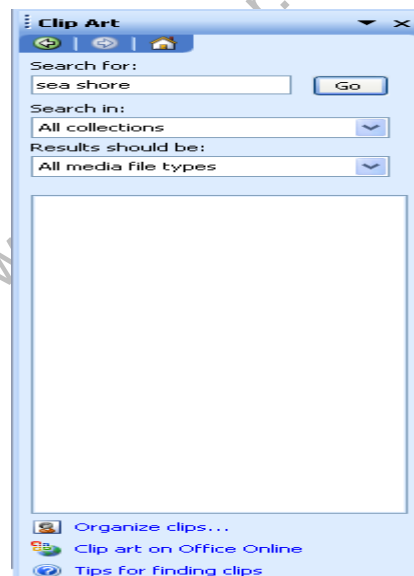 Clip Art
Search for:
sea shore Go
Search in:
All collections
Results should be:
All media file types
Organize clips...
Clip art on Office Online
Tips for finding clips